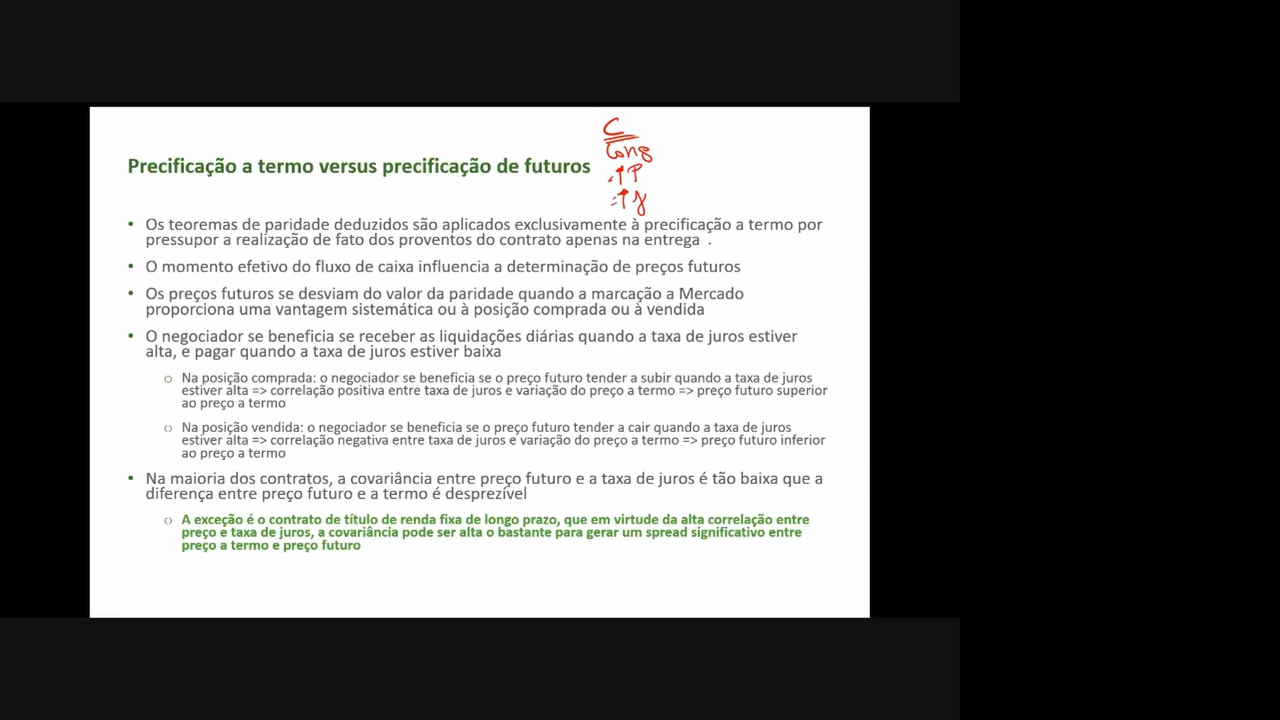 C
Long
↑P
↑γ
Precificação a termo versus precificação de futuros
• Os teoremas de paridade deduzidos são aplicados exclusivamente à precificação a termo por
pressupor a realização de fato dos proventos do contrato apenas na entrega .
• O momento efetivo do fluxo de caixa influencia a determinação de preços futuros
• Os preços futuros se desviam do valor da paridade quando a marcação a Mercado
proporciona uma vantagem sistemática ou à posição comprada ou à vendida
• O negociador se beneficia se receber as liquidações diárias quando a taxa de juros estiver
alta, e pagar quando a taxa de juros estiver baixa
○ Na posição comprada: o negociador se beneficia se o preço futuro tender a subir quando a taxa de juros
estiver alta => correlação positiva entre taxa de juros e variação do preço a termo => preço futuro superior
ao preço a termo
○ Na posição vendida: o negociador se beneficia se o preço futuro tender a cair quando a taxa de juros
estiver alta => correlação negativa entre taxa de juros e variação do preço a termo => preço futuro inferior
ao preço a termo
• Na maioria dos contratos, a covariância entre preço futuro e a taxa de juros é tão baixa que a
diferença entre preço futuro e a termo é desprezível
○ A exceção é o contrato de título de renda fixa de longo prazo, que em virtude da alta correlação entre
preço e taxa de juros, a covariância pode ser alta o bastante para gerar um spread significativo entre
preço a termo e preço futuro